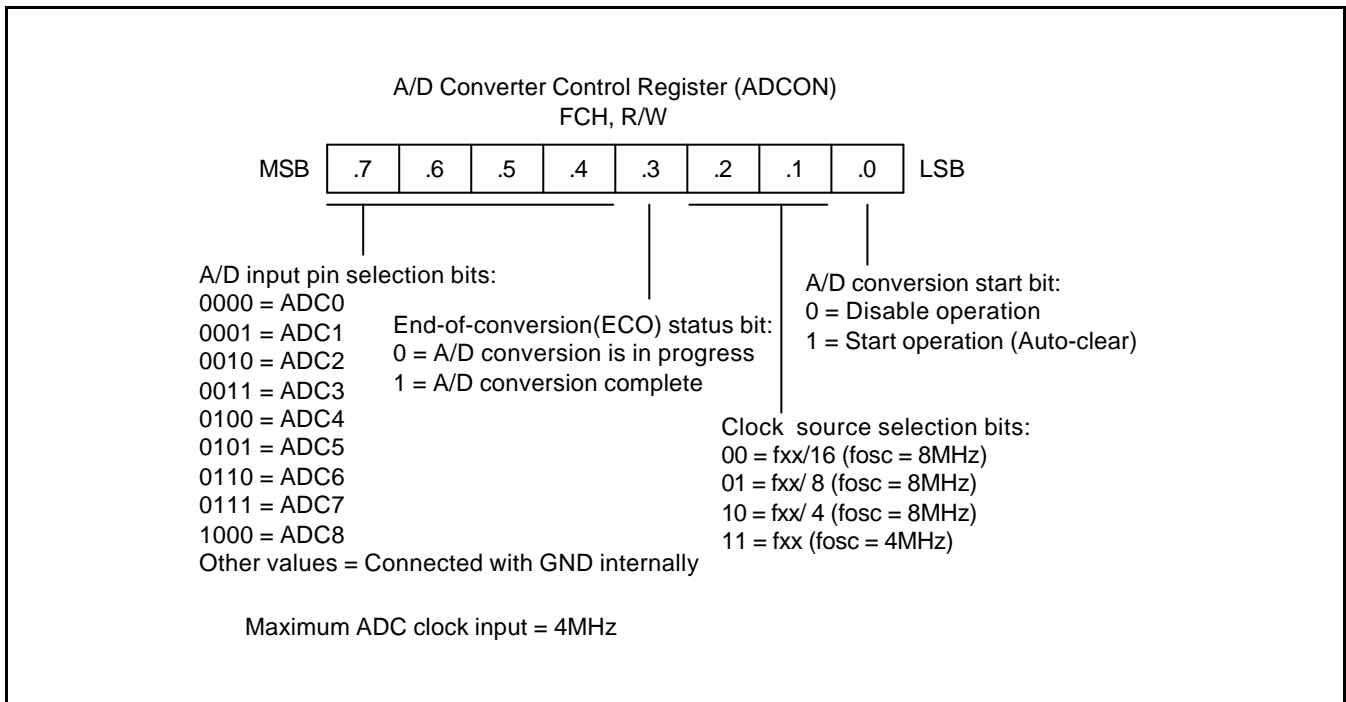 A/D Converter Control Register (ADCON)
FCH, R/W
MSB .7 .6 .5 .4 .3 .2 .1 .0 LSB
A/D input pin selection bits:
0000 = ADC0
0001 = ADC1
0010 = ADC2
0011 = ADC3
0100 = ADC4
0101 = ADC5
0110 = ADC6
0111 = ADC7
1000 = ADC8
Other values = Connected with GND internally
End-of-conversion(ECO) status bit:
0 = A/D conversion is in progress
1 = A/D conversion complete
A/D conversion start bit:
0 = Disable operation
1 = Start operation (Auto-clear)
Clock source selection bits:
00 = fxx/16 (fosc = 8MHz)
01 = fxx/ 8 (fosc = 8MHz)
10 = fxx/ 4 (fosc = 8MHz)
11 = fxx (fosc = 4MHz)
Maximum ADC clock input = 4MHz